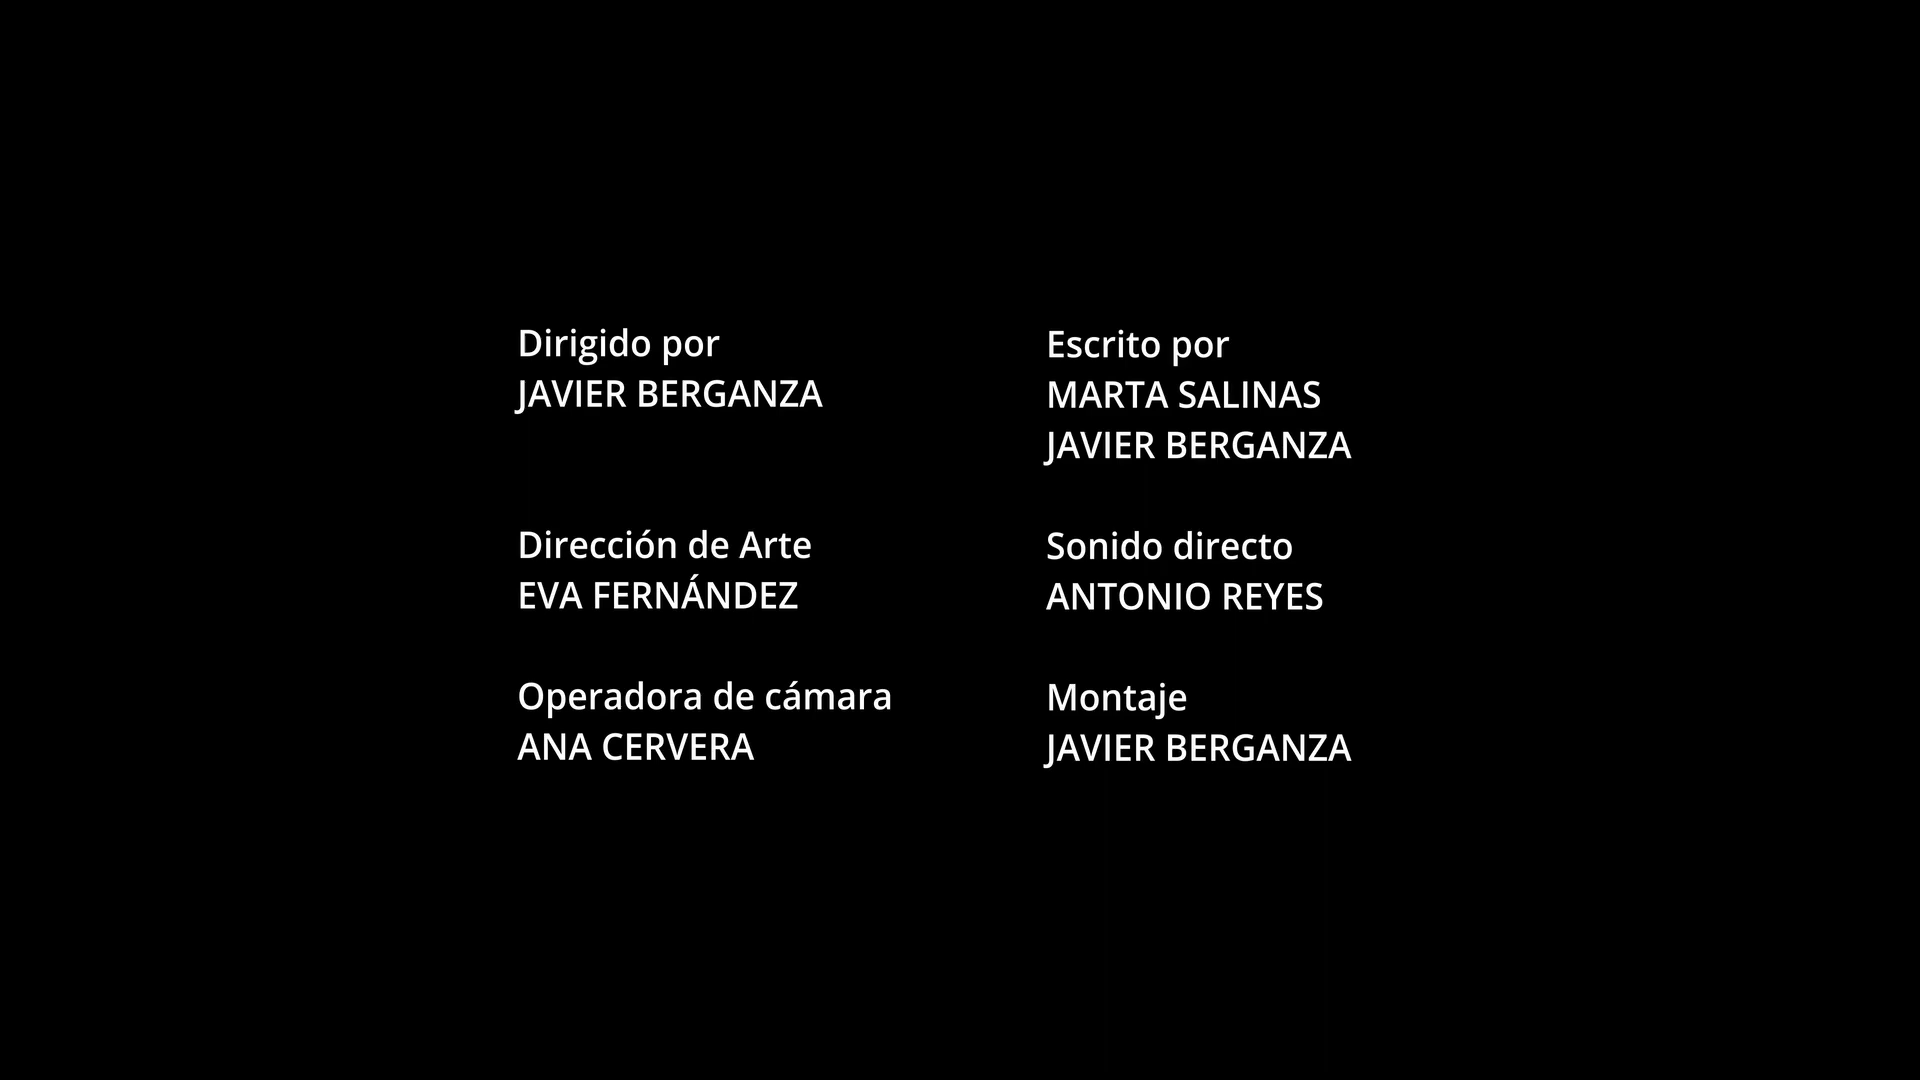 Dirigido por
JAVIER BERGANZA
Escrito por
MARTA SALINAS
JAVIER BERGANZA
Dirección de Arte
EVA FERNÁNDEZ
Sonido directo
ANTONIO REYES
Operadora de cámara
ANA CERVERA
Montaje
JAVIER BERGANZA